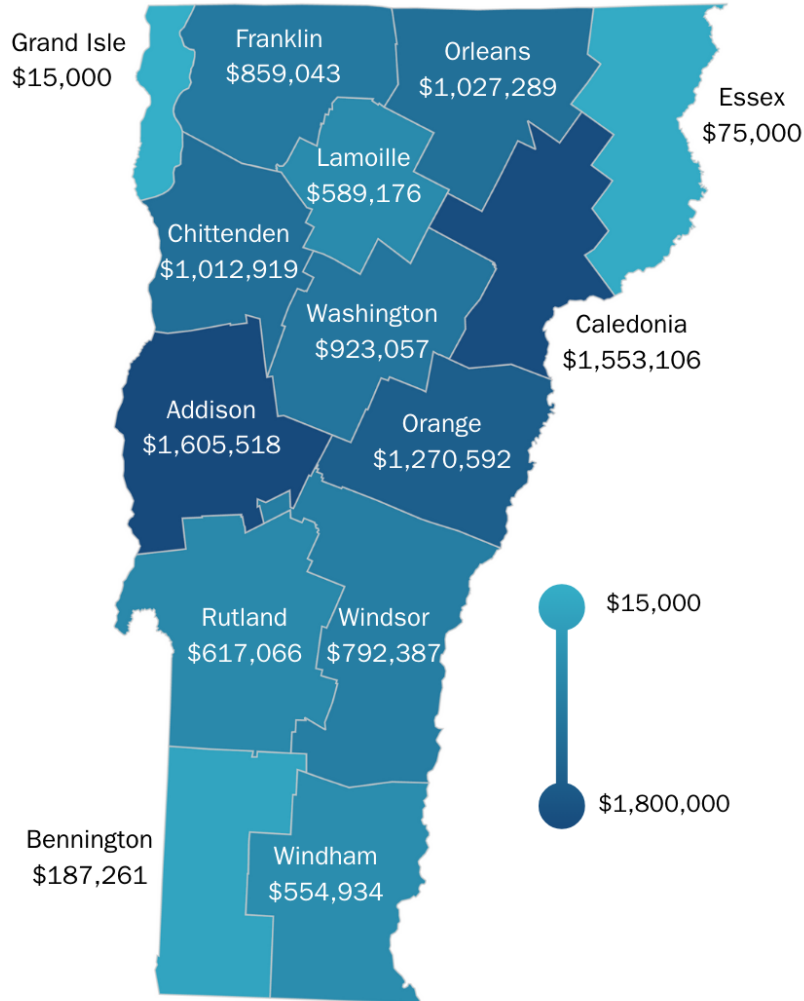 Grand Isle
$15,000
Franklin
$859,043
Orleans
$1,027,289
Essex
$75,000
Lamoille
$589,176
Chittenden
$1,012,919
Washington
$923,057
Caledonia
$1,553,106
Addison
$1,605,518
Orange
$1,270,592
Rutland
$617,066
Windsor
$792,387
$15,000
$1,800,000
Bennington
$187,261
Windham
$554,934